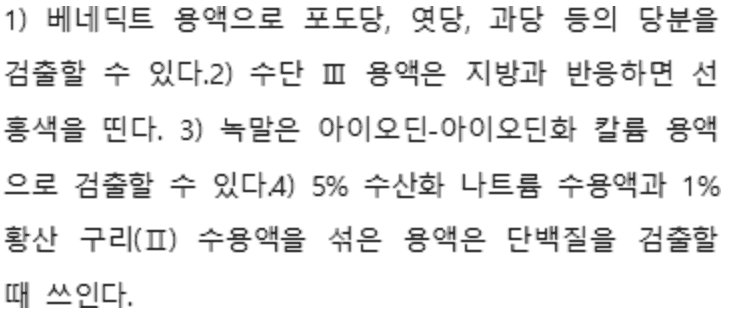 1) 베네딕트 용액으로 포도당, 엿당, 과당 등의 당분을
검출할 수 있다.2) 수단 Ⅲ 용액은 지방과 반응하면 선
홍색을 띤다. 3) 녹말은 아이오딘-아이오딘화 칼륨 용액
으로 검출할 수 있다.4) 5% 수산화 나트륨 수용액과 1%
황산 구리(Ⅱ) 수용액을 섞은 용액은 단백질을 검출할
때 쓰인다.